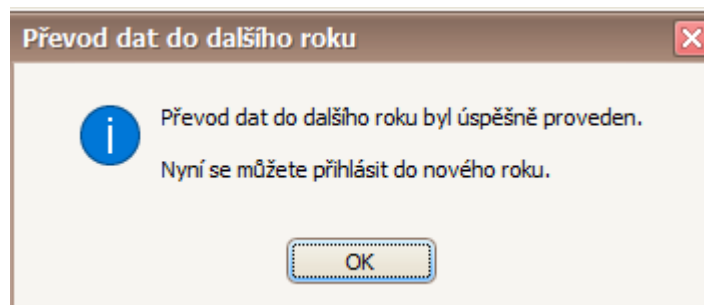 Převod dat do dalšího roku
Převod dat do dalšího roku byl úspěšně proveden.
Nyní se můžete přihlásit do nového roku.
OK